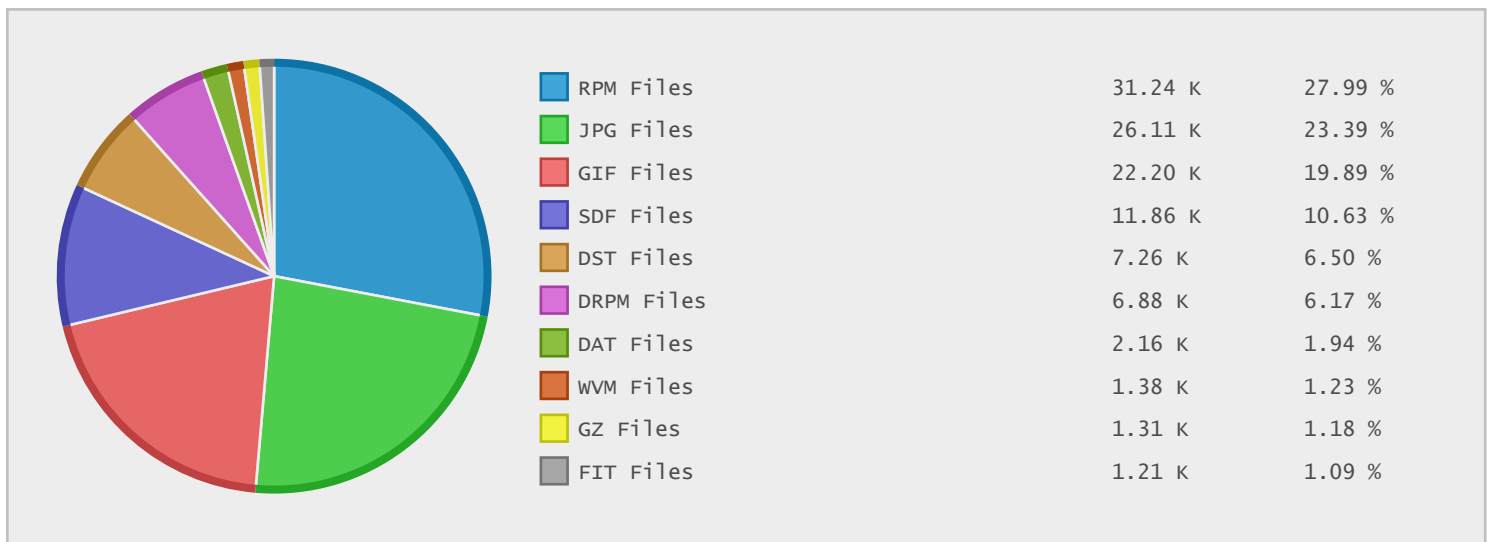 RPM Files 31.24 K 27.99 %
JPG Files 26.11 K 23.39 %
GIF Files 22.20 K 19.89 %
SDF Files 11.86 K 10.63 %
DST Files 7.26 K 6.50 %
DRPM Files 6.88 K 6.17 %
DAT Files 2.16 K 1.94 %
WVM Files 1.38 K 1.23 %
GZ Files 1.31 K 1.18 %
FIT Files 1.21 K 1.09 %